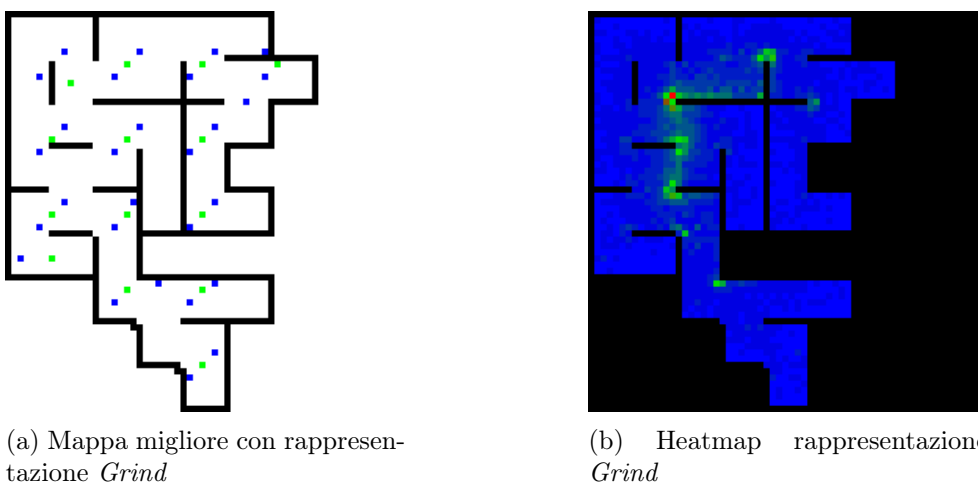 (a) Mappa migliore con rappresen-
tazione Grind
(b) Heatmap rappresentazione
Grind